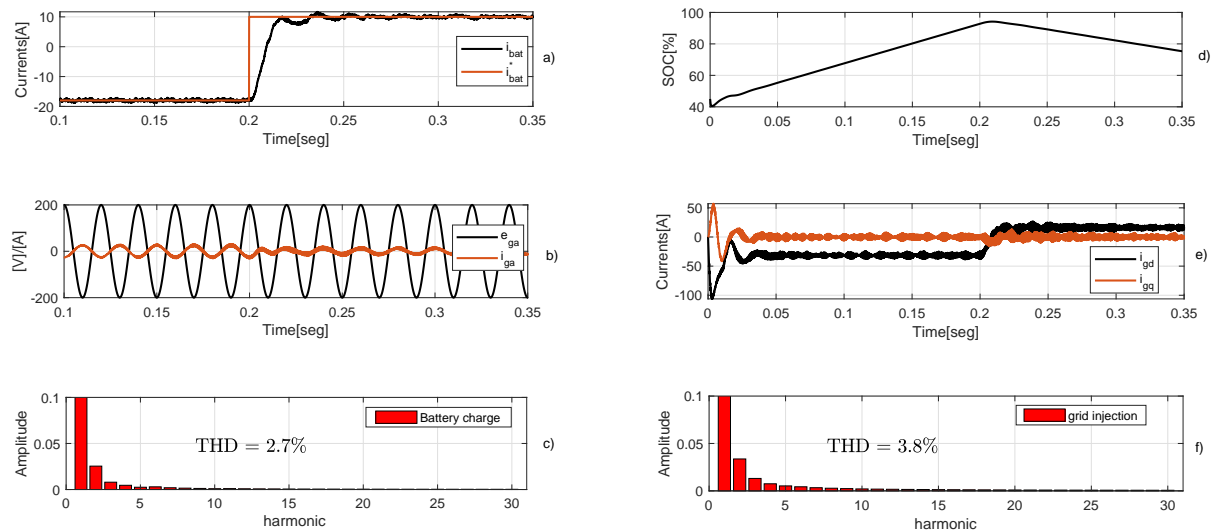 10
0
-10
-20
Currents[A]
i_bat
i*_bat
0.1
0.15
0.2
0.25
0.3
0.35
Time[seg]
a)
100
80
60
40
SOC[%]
0
0.05
0.1
0.15
0.2
0.25
0.3
0.35
Time[seg]
d)
200
0
-200
[V]/[A]
e_ga
i_ga
0.1
0.15
0.2
0.25
0.3
0.35
Time[seg]
b)
50
0
-50
-100
Currents[A]
i_gd
i_gq
0
0.05
0.1
0.15
0.2
0.25
0.3
0.35
Time[seg]
e)
0.1
0.05
0
Amplitude
Battery charge
THD = 2.7%
0
5
10
15
20
25
30
harmonic
c)
0.1
0.05
0
Amplitude
grid injection
THD = 3.8%
0
5
10
15
20
25
30
harmonic
f)